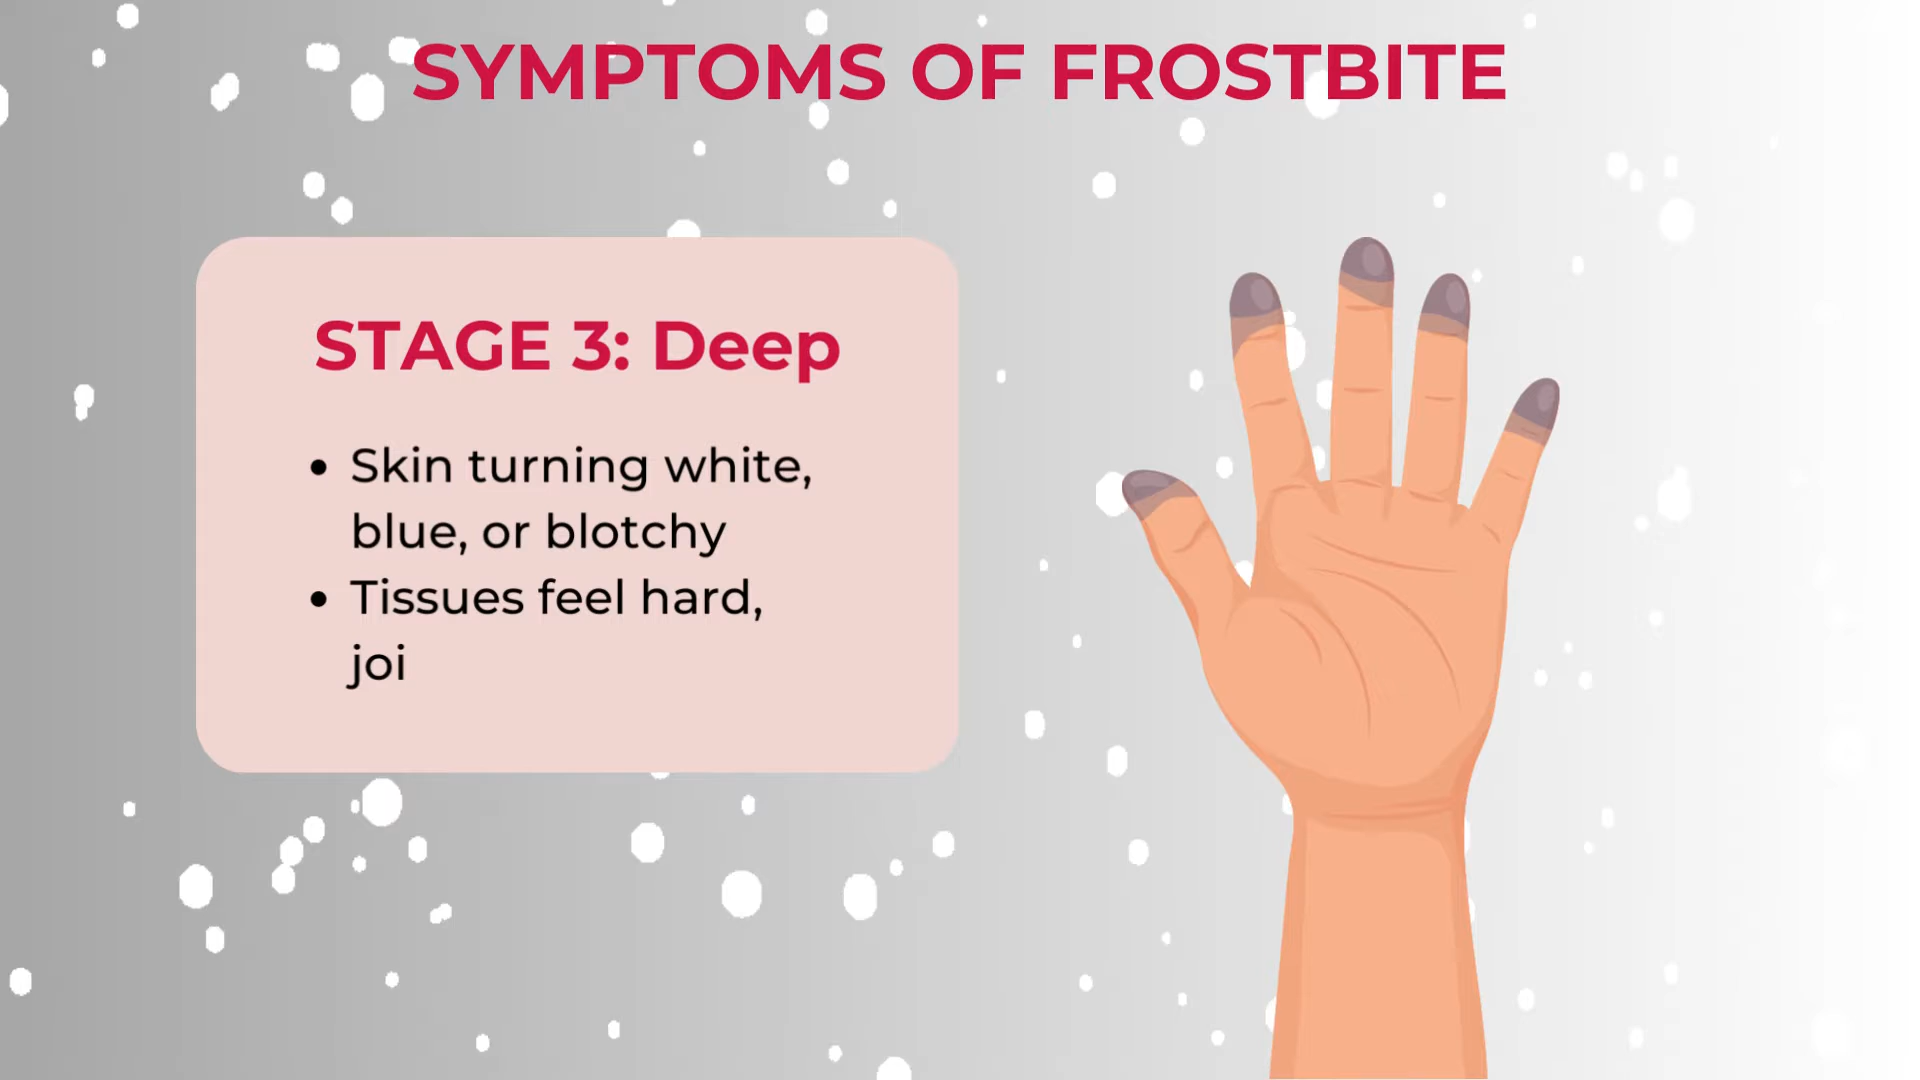 SYMPTOMS OF FROSTBITE
STAGE 3: Deep
• Skin turning white,
blue, or blotchy
• Tissues feel hard,
joi